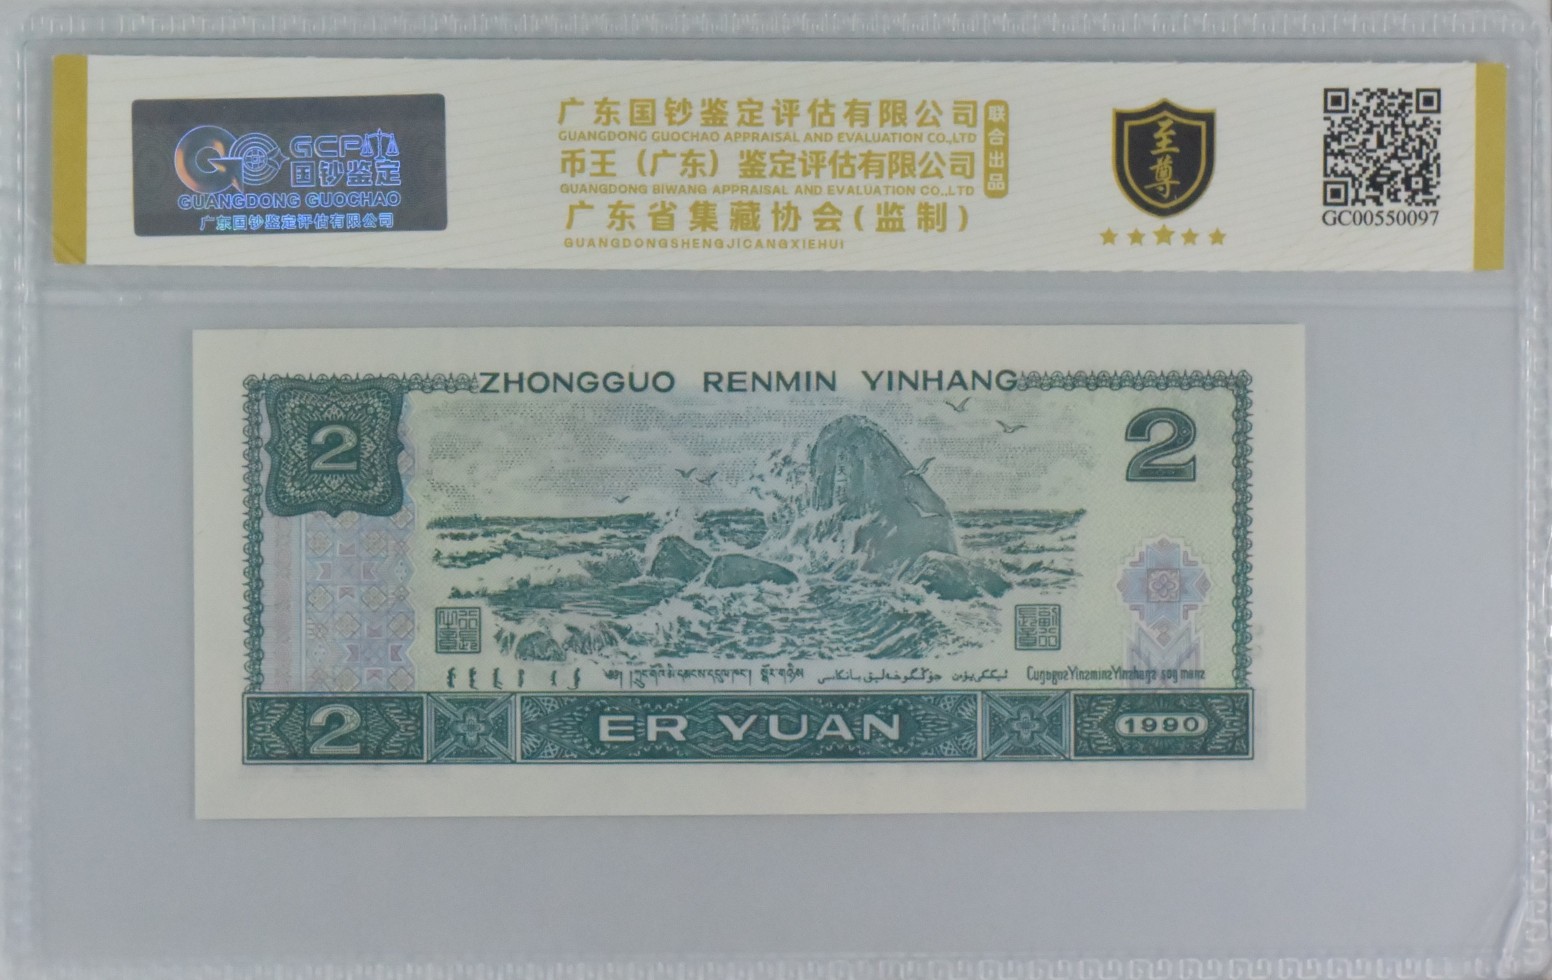 GCP
国钞鉴定
GUANGDONG GUOCHAO
广东国钞鉴定评估有限公司
广东国钞鉴定评估有限公司
GUANGDONG GUOCHAO APPRAISAL AND EVALUATION CO.,LTD
币王（广东）鉴定评估有限公司
GUANGDONG BIWANG APPRAISAL AND EVALUATION CO.,LTD
广东省集藏协会(监制)
GUANGDONGSHENGJICANGXIEHUI
联合出品
至尊
GC00550097
ZHONGGUO RENMIN YINHANG
2
2
2
ER YUAN
1990